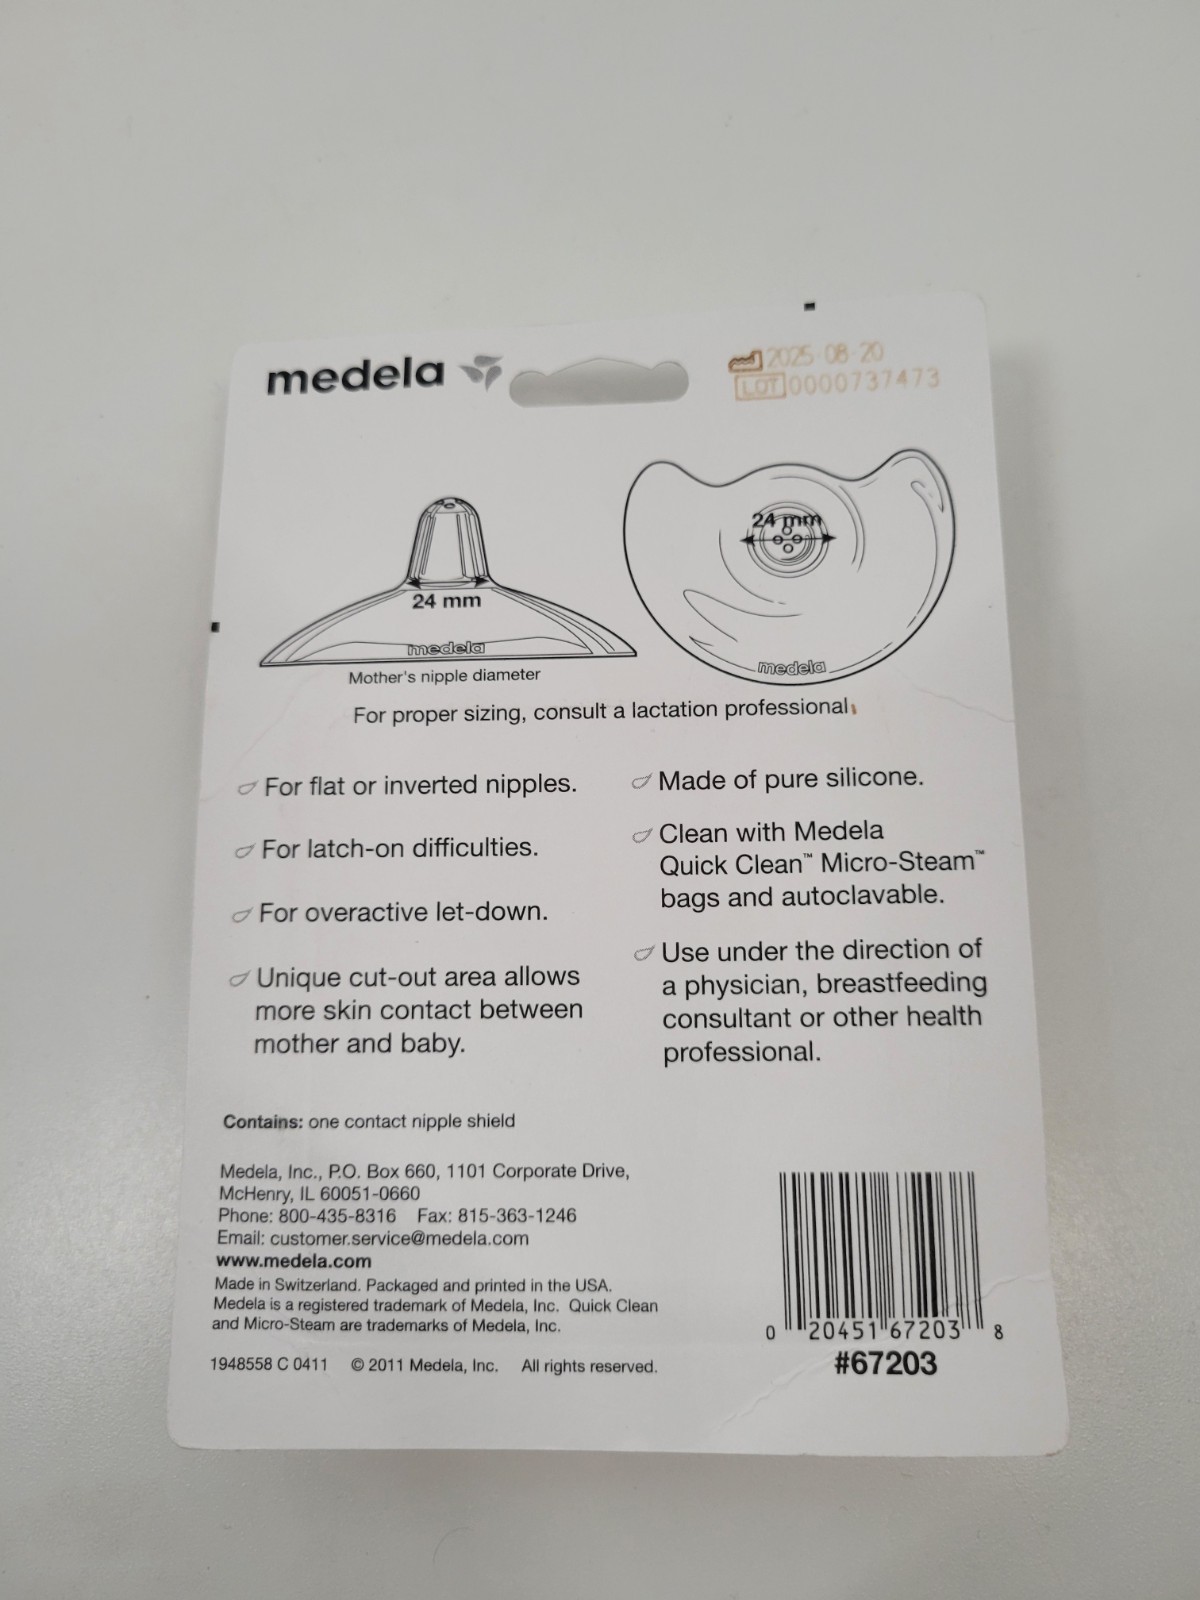 medela
2025-08-20
LOT 0000737473
24 mm
medela
Mother's nipple diameter
24 mm
medela
For proper sizing, consult a lactation professional.
For flat or inverted nipples.
For latch-on difficulties.
For overactive let-down.
Unique cut-out area allows
more skin contact between
mother and baby.
Made of pure silicone.
Clean with Medela
Quick Clean™ Micro-Steam™
bags and autoclavable.
Use under the direction of
a physician, breastfeeding
consultant or other health
professional.
Contains: one contact nipple shield
Medela, Inc., P.O. Box 660, 1101 Corporate Drive,
McHenry, IL 60051-0660
Phone: 800-435-8316 Fax: 815-363-1246
Email: customer.service@medela.com
www.medela.com
Made in Switzerland. Packaged and printed in the USA.
Medela is a registered trademark of Medela, Inc. Quick Clean
and Micro-Steam are trademarks of Medela, Inc.
1948558 C 0411 © 2011 Medela, Inc. All rights reserved.
0 20451 67203 8
#67203